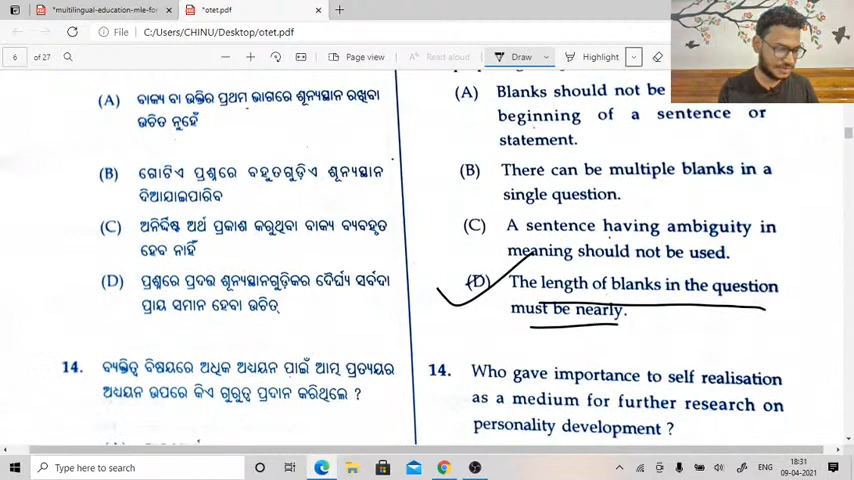 *multilingual-education-mle-for
*otet.pdf
File
C:/Users/CHINU/Desktop/otet.pdf
6 of 27
Page view
Read aloud
Draw
Highlight
(A) ବାକ୍ୟ ବା ଉକ୍ତିର ପ୍ରଥମ ଭାଗରେ ଶୂନ୍ୟସ୍ଥାନ ରଖିବା
ଉଚିତ ନୁହେଁ
(B) ଗୋଟିଏ ପ୍ରଶ୍ନରେ ବହୁତଗୁଡ଼ିଏ ଶୂନ୍ୟସ୍ଥାନ
ଦିଆଯାଇପାରିବ
(C) ଅନିର୍ଦ୍ଦିଷ୍ଟ ଅର୍ଥ ପ୍ରକାଶ କରୁଥିବା ବାକ୍ୟ ବ୍ୟବହୃତ
ହେବ ନାହିଁ
(D) ପ୍ରଶ୍ନରେ ପ୍ରଦତ୍ତ ଶୂନ୍ୟସ୍ଥାନଗୁଡ଼ିକର ଦୈର୍ଘ୍ୟ ସର୍ବଦା
ପ୍ରାୟ ସମାନ ହେବା ଉଚିତ୍
14. ବ୍ୟକ୍ତିତ୍ୱ ବିଷୟରେ ଅଧିକ ଅଧ୍ୟୟନ ପାଇଁ ଆତ୍ମ ପ୍ରତ୍ୟୟର
ଅଧ୍ୟୟନ ଉପରେ କିଏ ଗୁରୁତ୍ୱ ପ୍ରଦାନ କରିଥିଲେ ?
(A) Blanks should not be
beginning of a sentence or
statement.
(B) There can be multiple blanks in a
single question.
(C) A sentence having ambiguity in
meaning should not be used.
(D) The length of blanks in the question
must be nearly.
14. Who gave importance to self realisation
as a medium for further research on
personality development ?
Type here to search
ENG
18:31
09-04-2021